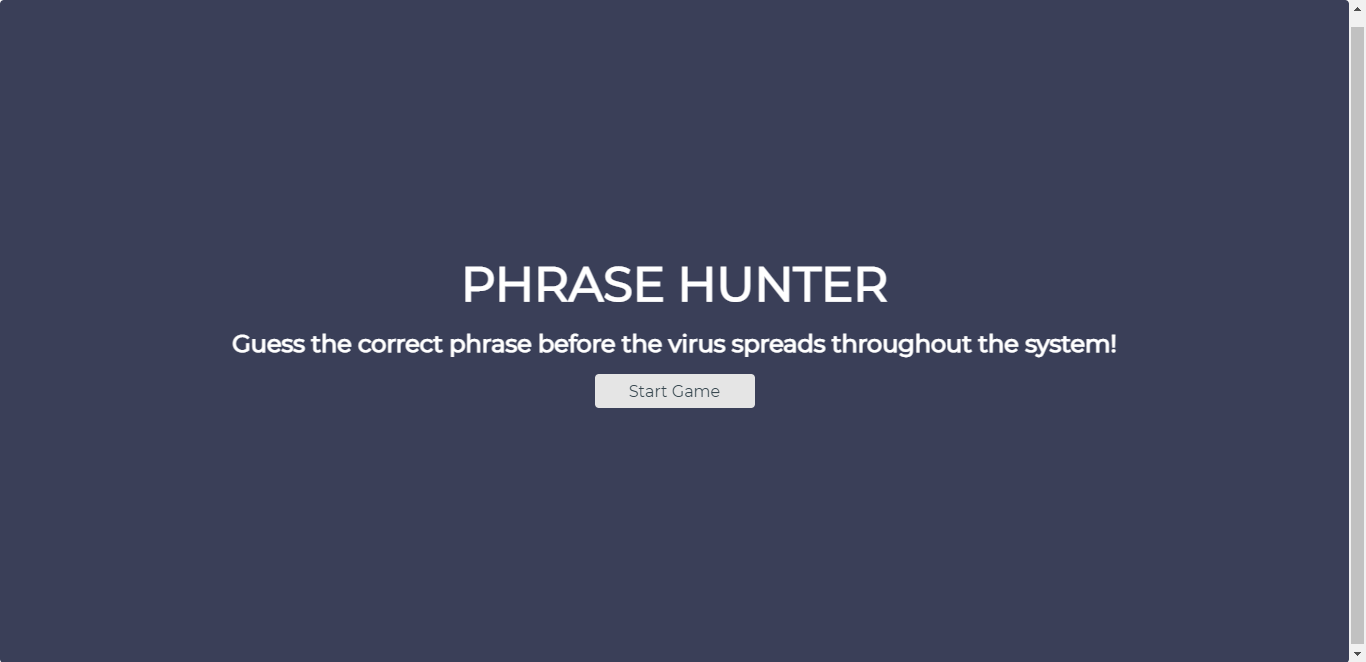 PHRASE HUNTER
Guess the correct phrase before the virus spreads throughout the system!
Start Game